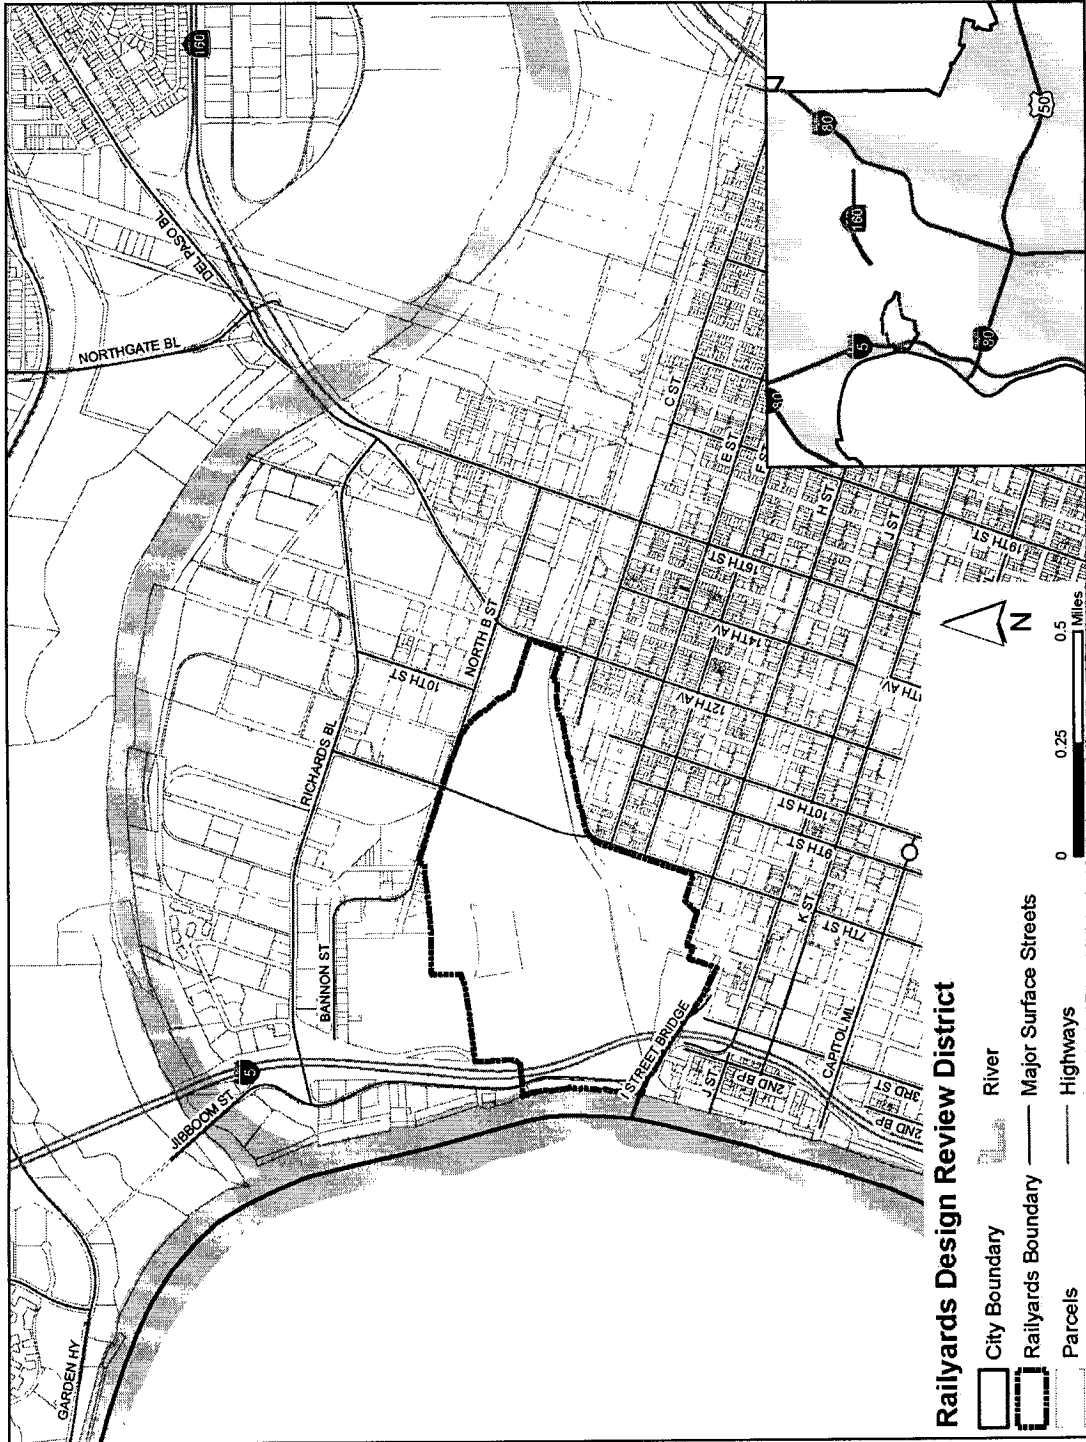 GARDEN HY
NORTHGATE BL
DEL PASO BL
160
JIBBOOM ST
5
BANNON ST
RICHARDS BL
10TH ST
NORTH B ST
I STREET BRIDGE
J ST
2ND BP
CAPITOL ML
3RD ST
2ND BP
K ST
7TH ST
9TH ST
10TH ST
12TH AV
14TH AV
16TH ST
C ST
E ST
F ST
H ST
J ST
19TH ST
Railyards Design Review District
City Boundary
River
Railyards Boundary
Major Surface Streets
Parcels
Highways
N
0
0.25
0.5
Miles
80
5
80
160
80
50